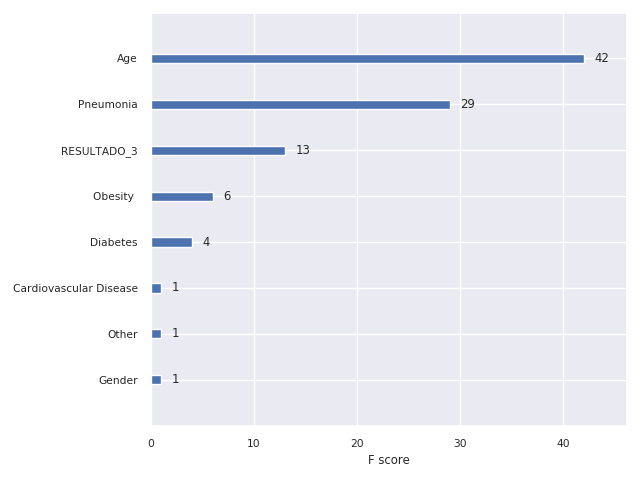 Age 42
Pneumonia 29
RESULTADO_3 13
Obesity 6
Diabetes 4
Cardiovascular Disease 1
Other 1
Gender 1
0 10 20 30 40
F score